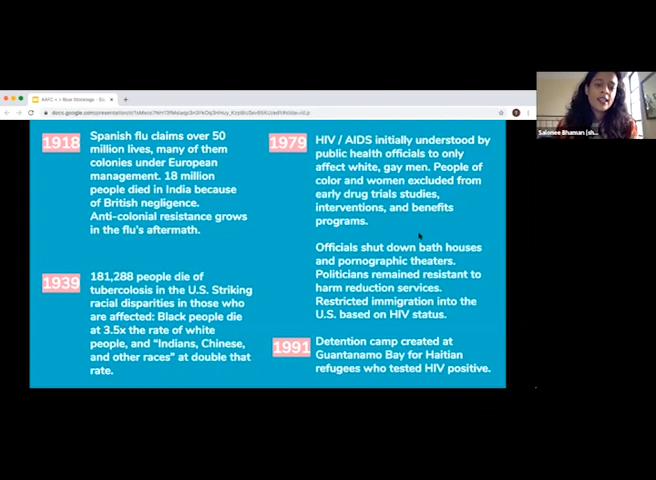 docs.google.com/presentation/d/
1918
Spanish flu claims over 50
million lives, many of them
colonies under European
management. 18 million
people died in India because
of British negligence.
Anti-colonial resistance grows
in the flu's aftermath.
1939
181,288 people die of
tubercolosis in the U.S. Striking
racial disparities in those who
are affected: Black people die
at 3.5x the rate of white
people, and “Indians, Chinese,
and other races” at double that
rate.
1979
HIV / AIDS initially understood by
public health officials to only
affect white, gay men. People of
color and women excluded from
early drug trials studies,
interventions, and benefits
programs.
Officials shut down bath houses
and pornographic theaters.
Politicians remained resistant to
harm reduction services.
Restricted immigration into the
U.S. based on HIV status.
1991
Detention camp created at
Guantanamo Bay for Haitian
refugees who tested HIV positive.
Salonee Bhaman